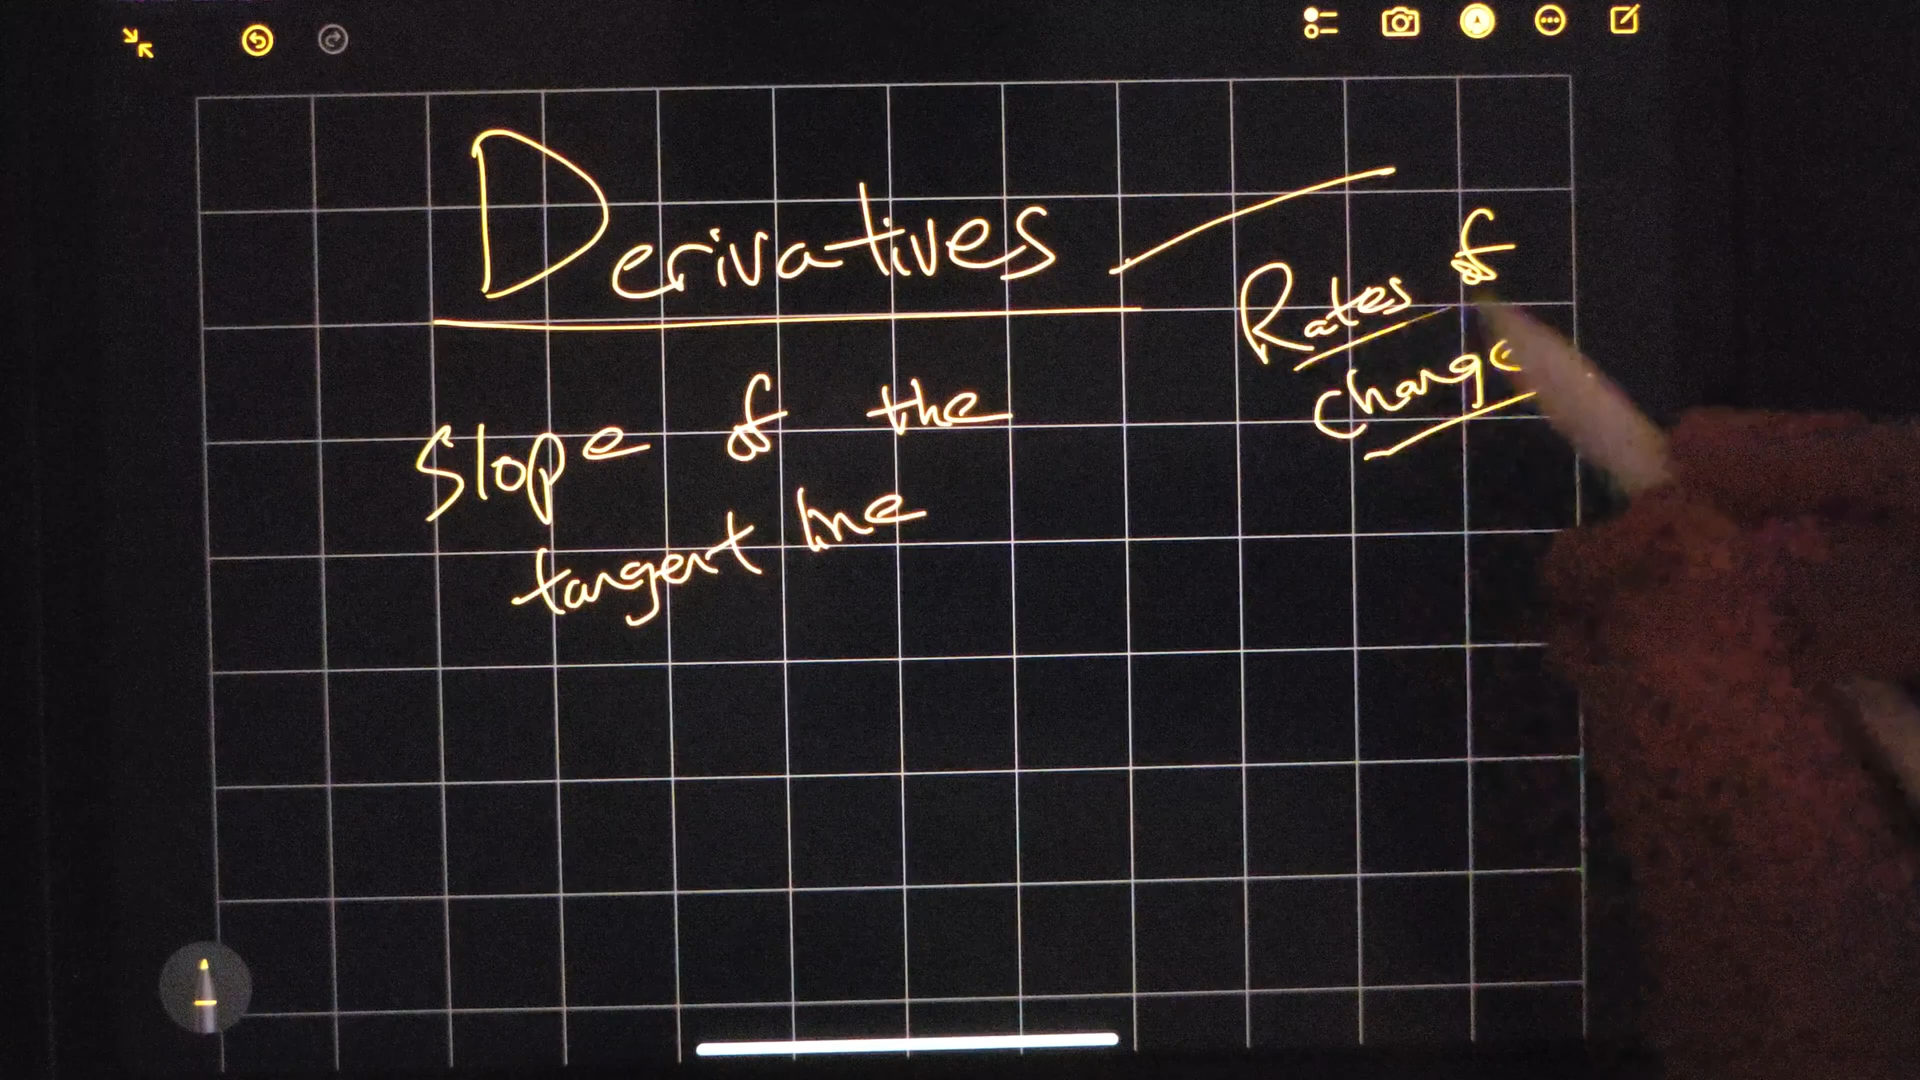 Derivatives
Rates of
change
Slope of the
tangent line